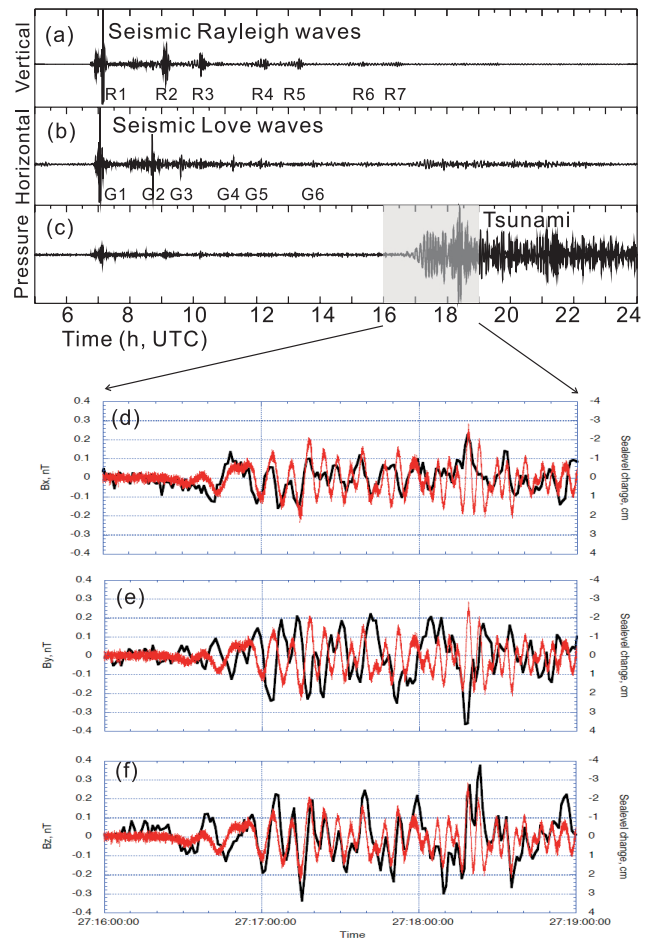 Vertical
(a) Seismic Rayleigh waves
R1 R2 R3 R4 R5 R6 R7
Horizontal
(b) Seismic Love waves
G1 G2 G3 G4 G5 G6
Pressure
(c) Tsunami
6 8 10 12 14 16 18 20 22 24
Time (h, UTC)
(d)
0.4 0.3 0.2 0.1 0 -0.1 -0.2 -0.3 -0.4
Bx, nT
-4 -3 -2 -1 0 1 2 3 4
Sealevel change, cm
(e)
0.4 0.3 0.2 0.1 0 -0.1 -0.2 -0.3 -0.4
By, nT
-4 -3 -2 -1 0 1 2 3 4
Sealevel change, cm
(f)
0.4 0.3 0.2 0.1 0 -0.1 -0.2 -0.3 -0.4
Bz, nT
-4 -3 -2 -1 0 1 2 3 4
Sealevel change, cm
27:16:00:00 27:17:00:00 27:18:00:00 27:19:00:00
Time